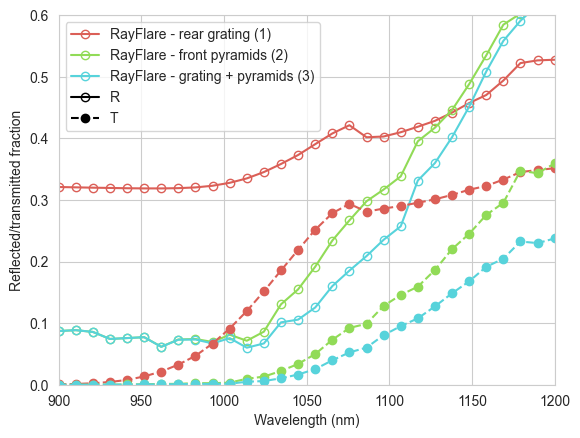 RayFlare - rear grating (1)
RayFlare - front pyramids (2)
RayFlare - grating + pyramids (3)
R
T
Reflected/transmitted fraction
0.6
0.5
0.4
0.3
0.2
0.1
0.0
900
950
1000
1050
1100
1150
1200
Wavelength (nm)